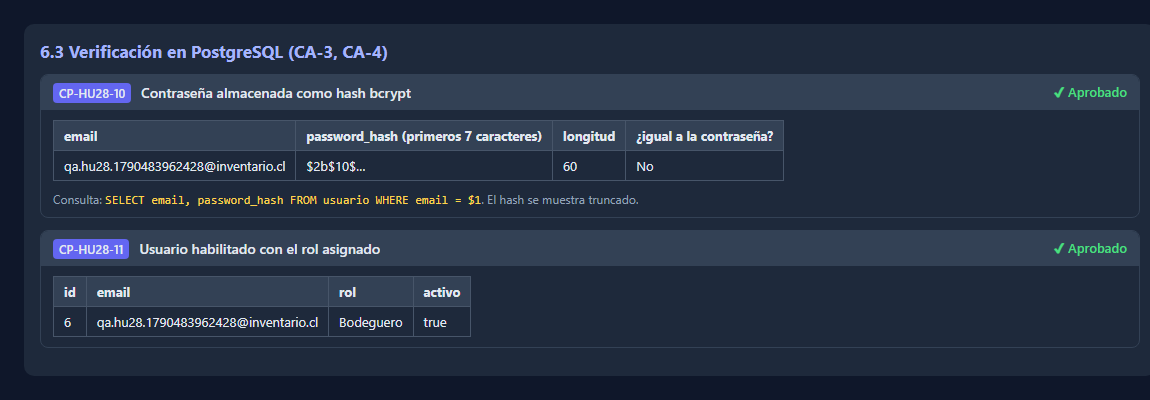 6.3 Verificación en PostgreSQL (CA-3, CA-4)
CP-HU28-10 Contraseña almacenada como hash bcrypt ✔ Aprobado
email password_hash (primeros 7 caracteres) longitud ¿igual a la contraseña?
qa.hu28.1790483962428@inventario.cl $2b$10$... 60 No
Consulta: SELECT email, password_hash FROM usuario WHERE email = $1. El hash se muestra truncado.
CP-HU28-11 Usuario habilitado con el rol asignado ✔ Aprobado
id email rol activo
6 qa.hu28.1790483962428@inventario.cl Bodeguero true